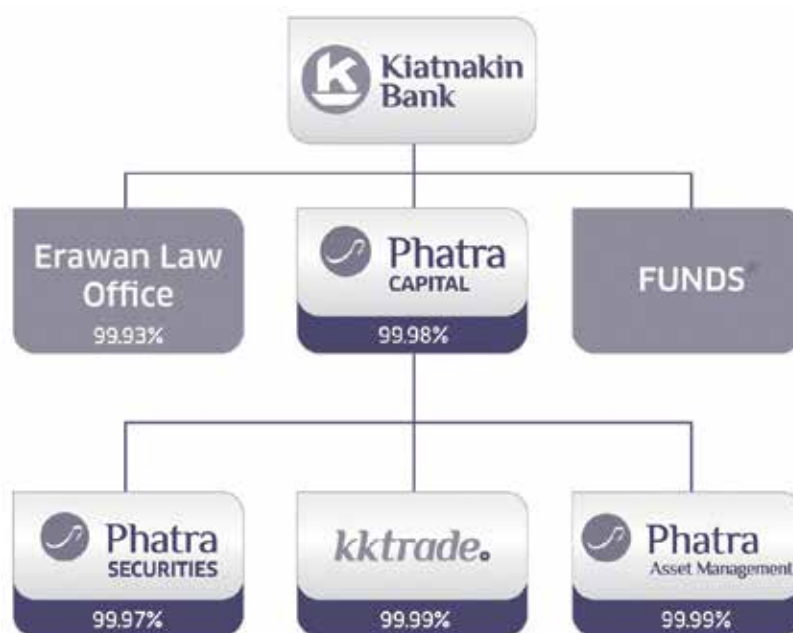 Kiatnakin
Bank
Erawan Law
Office
99.93%
Phatra
CAPITAL
99.98%
FUNDS*
Phatra
SECURITIES
99.97%
kktrade.
99.99%
Phatra
Asset Management
99.99%